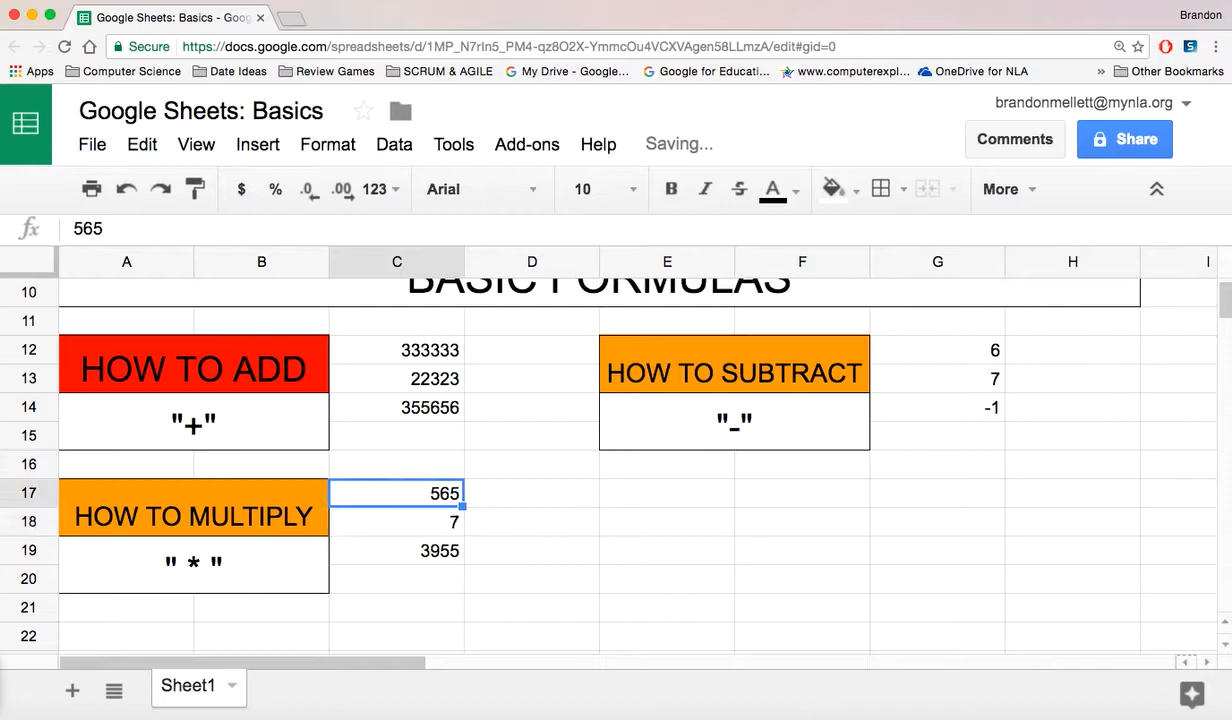 Google Sheets: Basics - Goog
Brandon
Secure
https://docs.google.com/spreadsheets/d/1MP_N7rIn5_PM4-qz8O2X-YmmcOu4VCXVAgen58LLmzA/edit#gid=0
Apps Computer Science Date Ideas Review Games SCRUM & AGILE My Drive - Google... Google for Educati... www.computerexpl... OneDrive for NLA » Other Bookmarks
Google Sheets: Basics
brandonmellett@mynla.org
File Edit View Insert Format Data Tools Add-ons Help Saving...
Comments Share
$ % .0 .00 123 Arial 10 B I S A More
fx 565
A B C D E F G H I
10 BASIC FORMULAS
11
12 HOW TO ADD 333333 HOW TO SUBTRACT 6
13 22323 7
14 "+" 355656 "-" -1
15
16
17 HOW TO MULTIPLY 565
18 7
19 " * " 3955
20
21
22
+ Sheet1